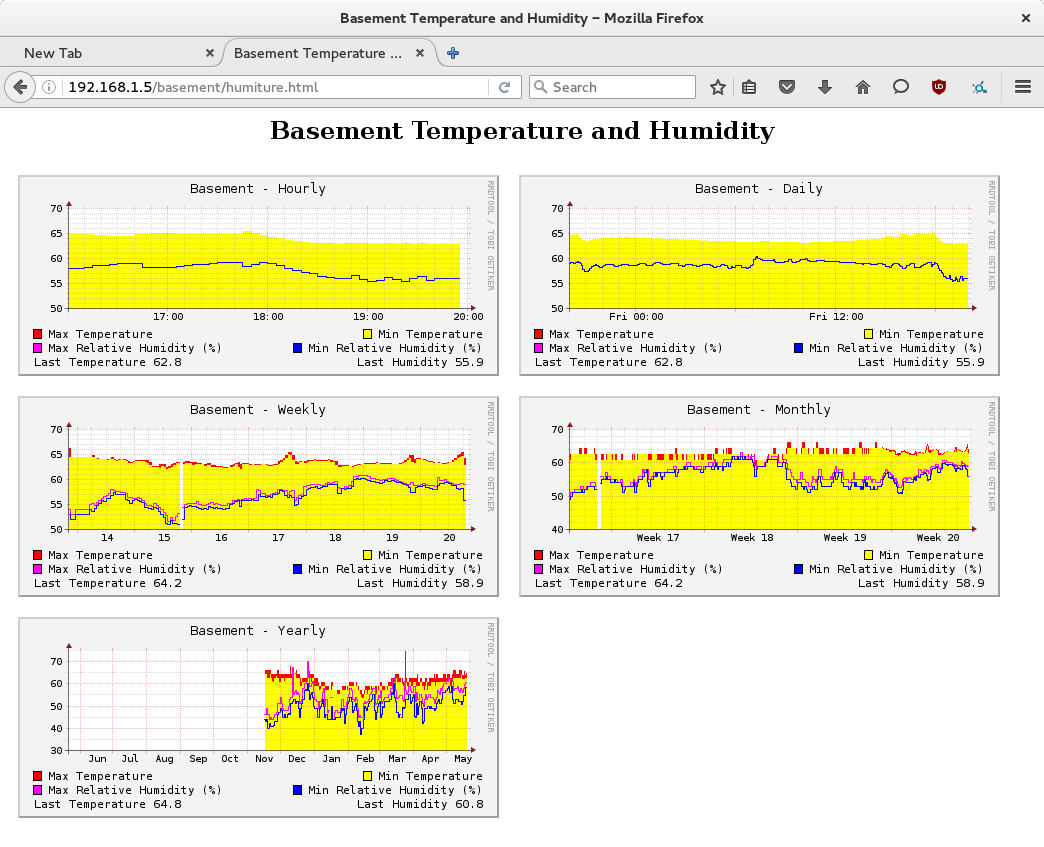 Basement Temperature and Humidity – Mozilla Firefox
New Tab
Basement Temperature ...
192.168.1.5/basement/humiture.html
Search
Basement Temperature and Humidity
Basement - Hourly
RRDTOOL / TOBI OETIKER
70
65
60
55
50
17:00 18:00 19:00 20:00
Max Temperature Min Temperature
Max Relative Humidity (%) Min Relative Humidity (%)
Last Temperature 62.8 Last Humidity 55.9
Basement - Daily
RRDTOOL / TOBI OETIKER
70
65
60
55
50
Fri 00:00 Fri 12:00
Max Temperature Min Temperature
Max Relative Humidity (%) Min Relative Humidity (%)
Last Temperature 62.8 Last Humidity 55.9
Basement - Weekly
RRDTOOL / TOBI OETIKER
70
65
60
55
50
14 15 16 17 18 19 20
Max Temperature Min Temperature
Max Relative Humidity (%) Min Relative Humidity (%)
Last Temperature 64.2 Last Humidity 58.9
Basement - Monthly
RRDTOOL / TOBI OETIKER
70
60
50
40
Week 17 Week 18 Week 19 Week 20
Max Temperature Min Temperature
Max Relative Humidity (%) Min Relative Humidity (%)
Last Temperature 64.2 Last Humidity 58.9
Basement - Yearly
RRDTOOL / TOBI OETIKER
70
60
50
40
30
Jun Jul Aug Sep Oct Nov Dec Jan Feb Mar Apr May
Max Temperature Min Temperature
Max Relative Humidity (%) Min Relative Humidity (%)
Last Temperature 64.8 Last Humidity 60.8